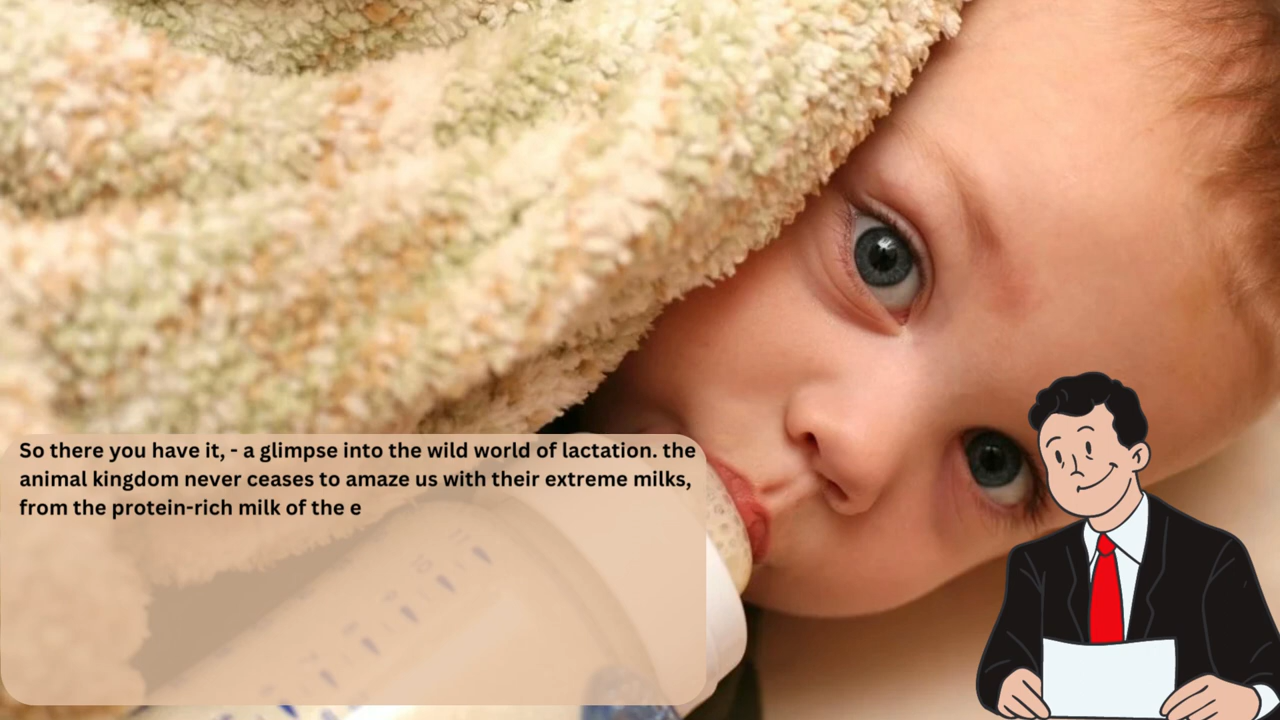 So there you have it, - a glimpse into the wild world of lactation. the
animal kingdom never ceases to amaze us with their extreme milks,
from the protein-rich milk of the e